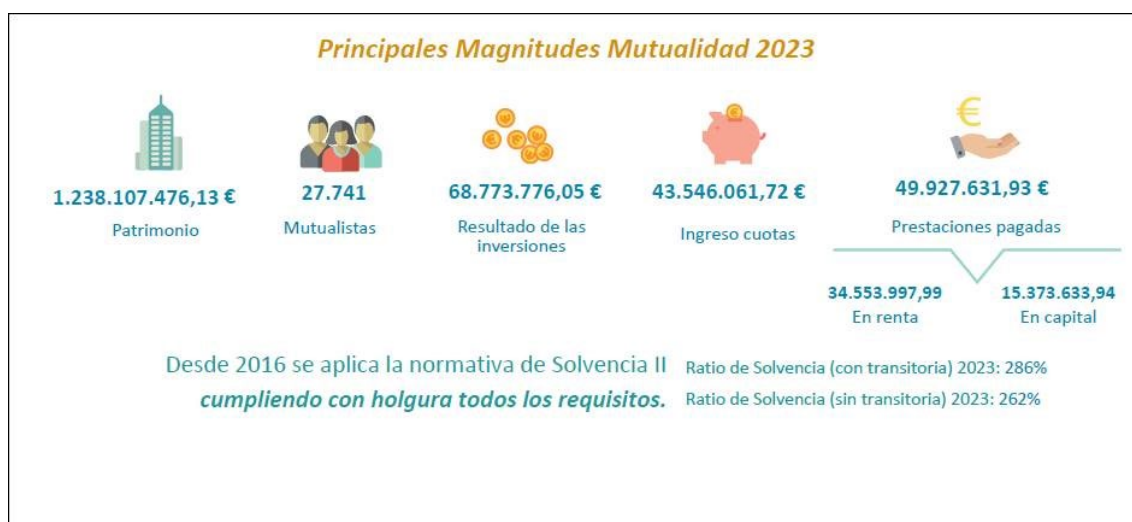 Principales Magnitudes Mutualidad 2023
1.238.107.476,13 €
Patrimonio
27.741
Mutualistas
68.773.776,05 €
Resultado de las
inversiones
43.546.061,72 €
Ingreso cuotas
€
49.927.631,93 €
Prestaciones pagadas
34.553.997,99
En renta
15.373.633,94
En capital
Desde 2016 se aplica la normativa de Solvencia II
cumpliendo con holgura todos los requisitos.
Ratio de Solvencia (con transitoria) 2023: 286%
Ratio de Solvencia (sin transitoria) 2023: 262%